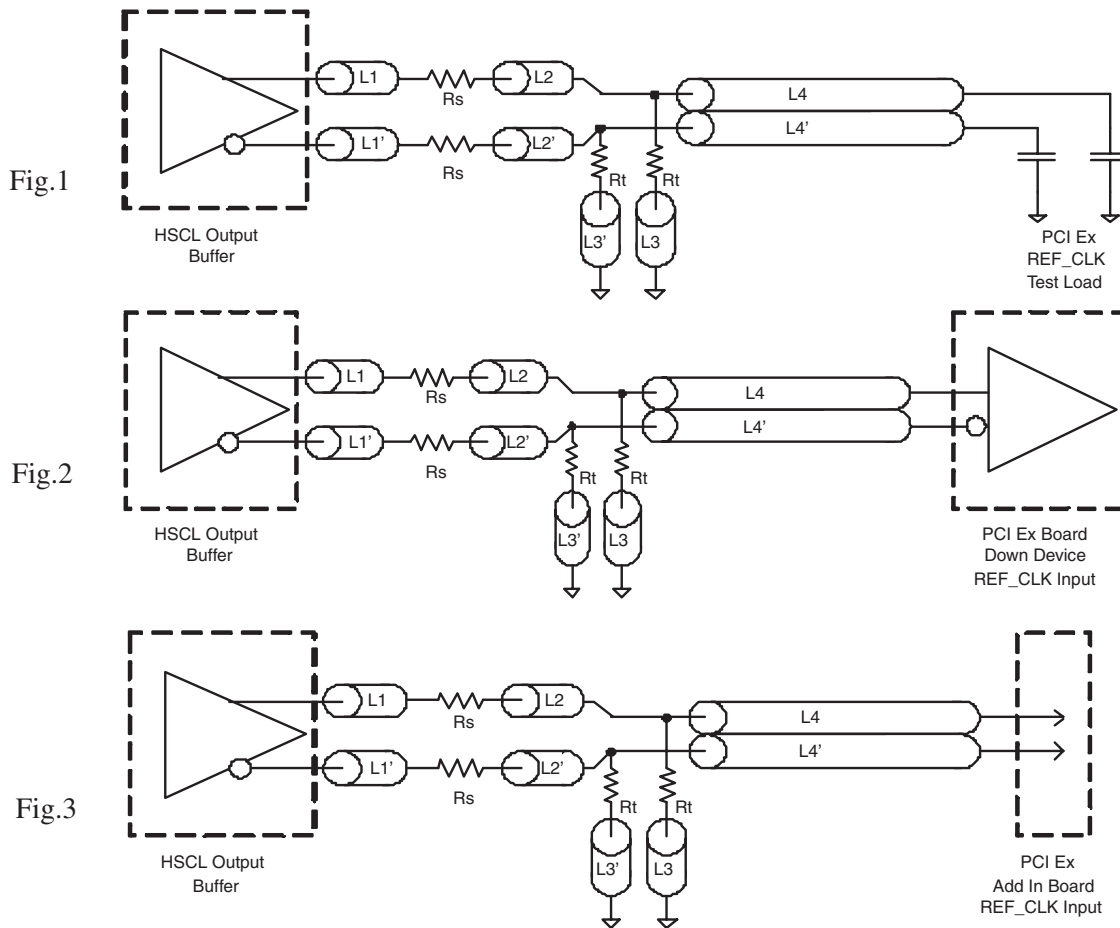 Fig.1
L1
Rs
L2
L4
L1'
Rs
L2'
L4'
Rt
Rt
L3'
L3
HSCL Output
Buffer
PCI Ex
REF_CLK
Test Load
Fig.2
L1
Rs
L2
L4
L1'
Rs
L2'
L4'
Rt
Rt
L3'
L3
HSCL Output
Buffer
PCI Ex Board
Down Device
REF_CLK Input
Fig.3
L1
Rs
L2
L4
L1'
Rs
L2'
L4'
Rt
Rt
L3'
L3
HSCL Output
Buffer
PCI Ex
Add In Board
REF_CLK Input